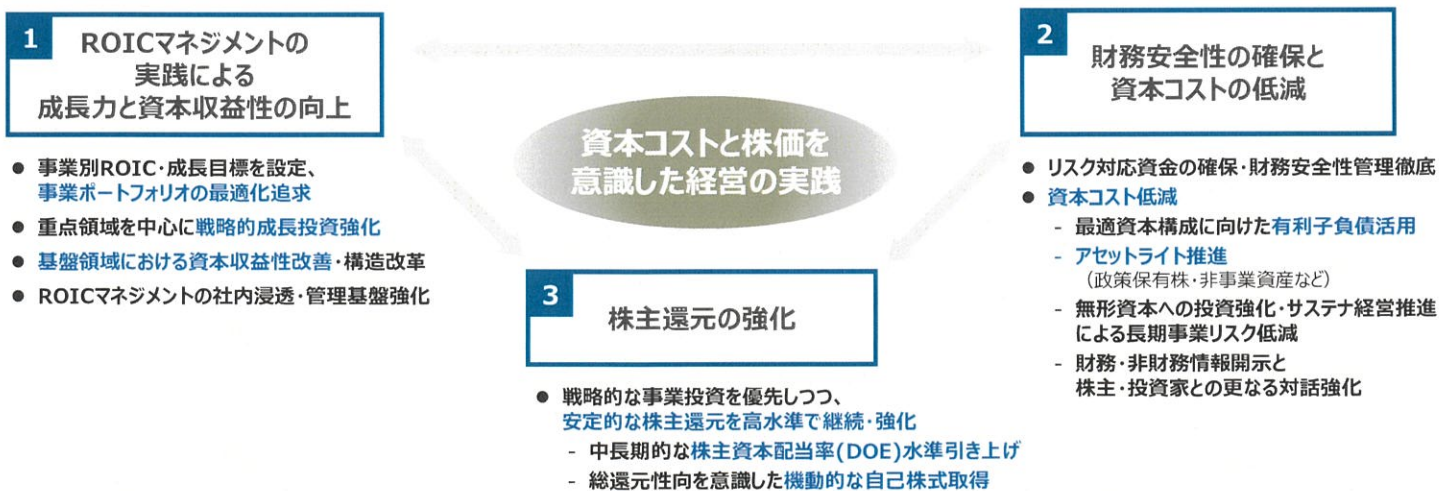 1
ROICマネジメントの
実践による
成長力と資本収益性の向上
● 事業別ROIC・成長目標を設定、
事業ポートフォリオの最適化追求
● 重点領域を中心に戦略的成長投資強化
● 基盤領域における資本収益性改善・構造改革
● ROICマネジメントの社内浸透・管理基盤強化
資本コストと株価を
意識した経営の実践
2
財務安全性の確保と
資本コストの低減
● リスク対応資金の確保・財務安全性管理徹底
● 資本コスト低減
- 最適資本構成に向けた有利子負債活用
- アセットライト推進
(政策保有株・非事業資産など)
- 無形資本への投資強化・サステナ経営推進
による長期事業リスク低減
- 財務・非財務情報開示と
株主・投資家との更なる対話強化
3
株主還元の強化
● 戦略的な事業投資を優先しつつ、
安定的な株主還元を高水準で継続・強化
- 中長期的な株主資本配当率(DOE)水準引き上げ
- 総還元性向を意識した機動的な自己株式取得